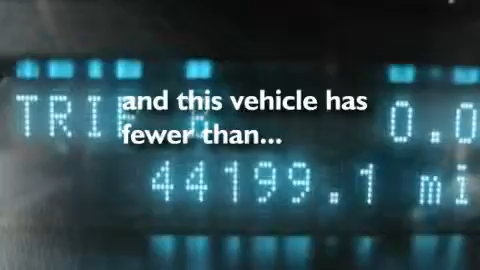 TRIP A 0.0
and this vehicle has
fewer than...
44199.1 mi